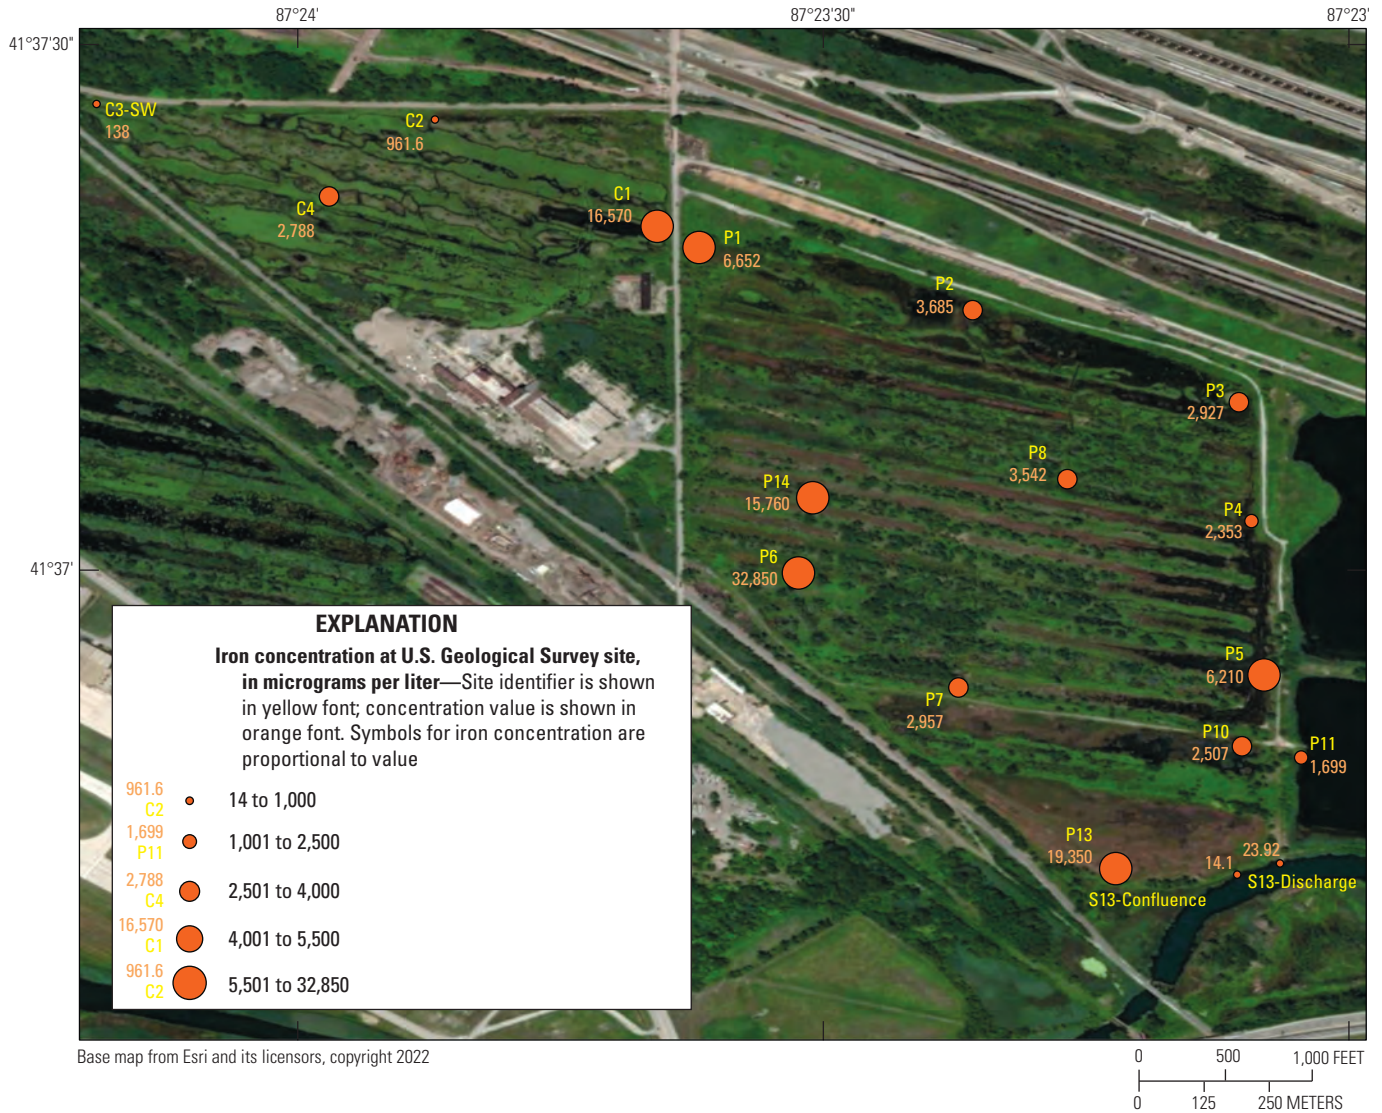 87°24'
87°23'30"
87°23'
41°37'30"
C3-SW
138
C2
961.6
C4
2,788
C1
16,570
P1
6,652
P2
3,685
P3
2,927
P8
3,542
P14
15,760
P4
2,353
P6
32,850
41°37'
P5
6,210
P7
2,957
P10
2,507
P11
1,699
P13
19,350
23.92
14.1
S13-Discharge
S13-Confluence
EXPLANATION
Iron concentration at U.S. Geological Survey site,
in micrograms per liter—Site identifier is shown
in yellow font; concentration value is shown in
orange font. Symbols for iron concentration are
proportional to value
961.6
C2
14 to 1,000
1,699
P11
1,001 to 2,500
2,788
C4
2,501 to 4,000
16,570
C1
4,001 to 5,500
961.6
C2
5,501 to 32,850
Base map from Esri and its licensors, copyright 2022
0 500 1,000 FEET
0 125 250 METERS